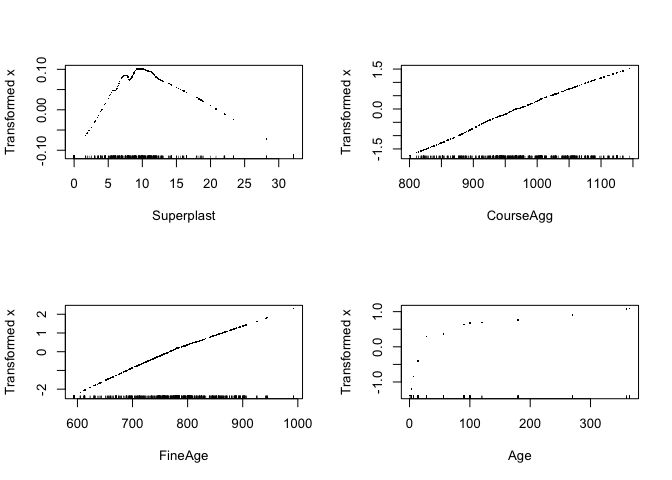 Transformed x
0.10
0.00
-0.10
0 5 10 15 20 25 30
Superplast
Transformed x
1.5
0.0
-1.5
800 900 1000 1100
CourseAgg
Transformed x
2
1
0
-2
600 700 800 900 1000
FineAge
Transformed x
1.0
0.0
-1.0
0 100 200 300
Age